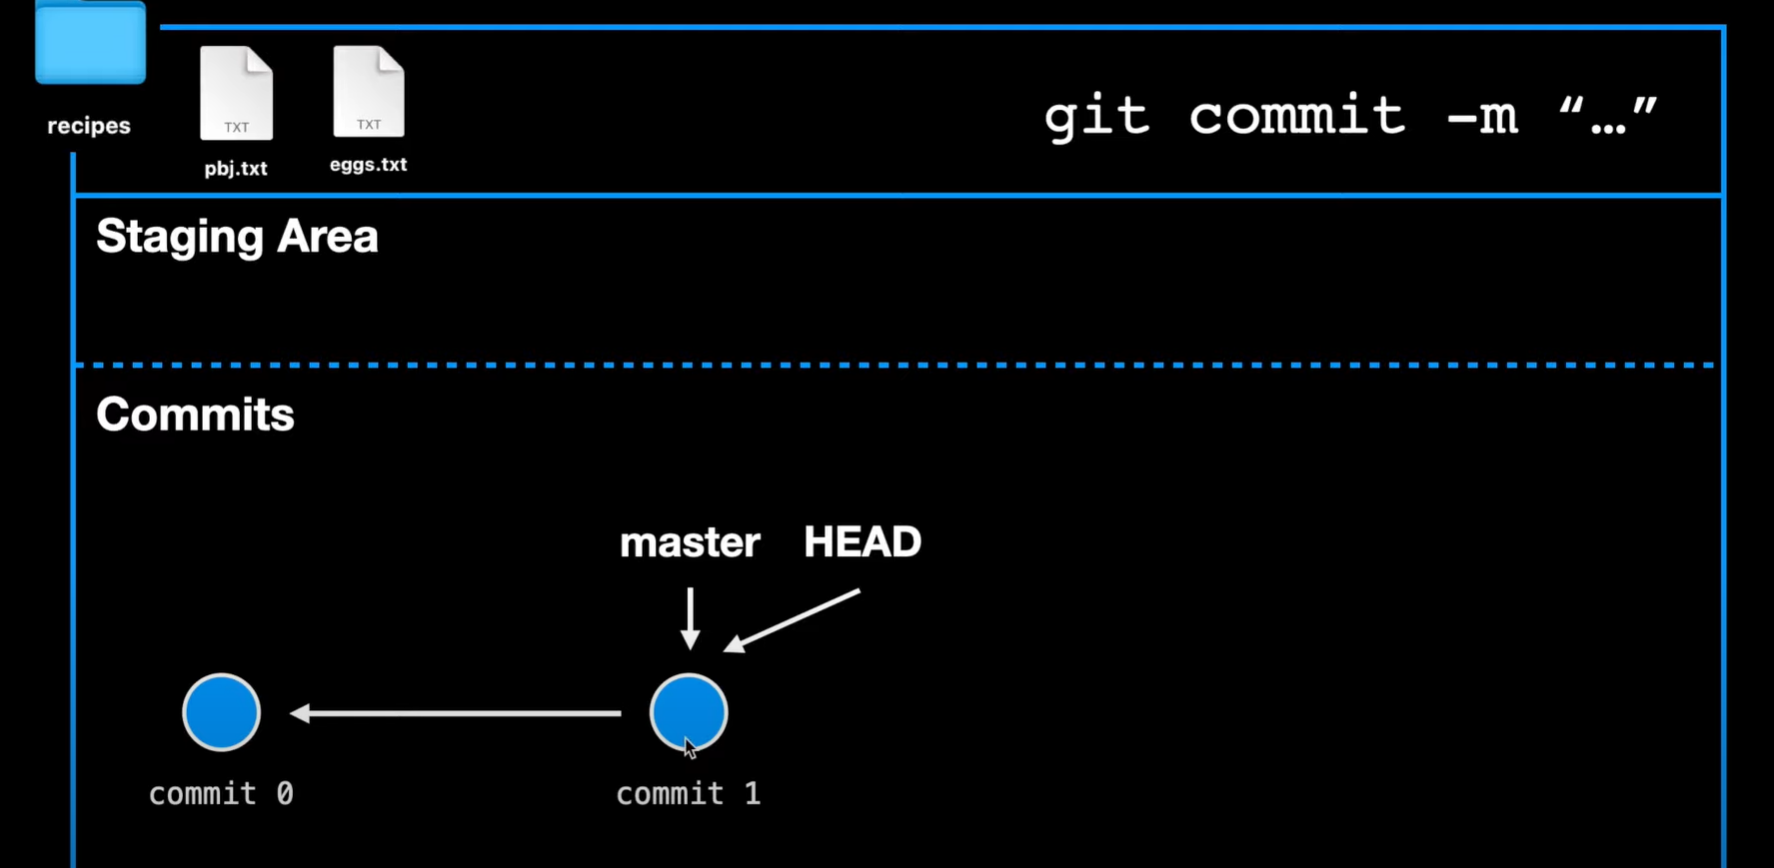 recipes
TXT
pbj.txt
TXT
eggs.txt
git commit -m “…”
Staging Area
Commits
master
HEAD
commit 0
commit 1